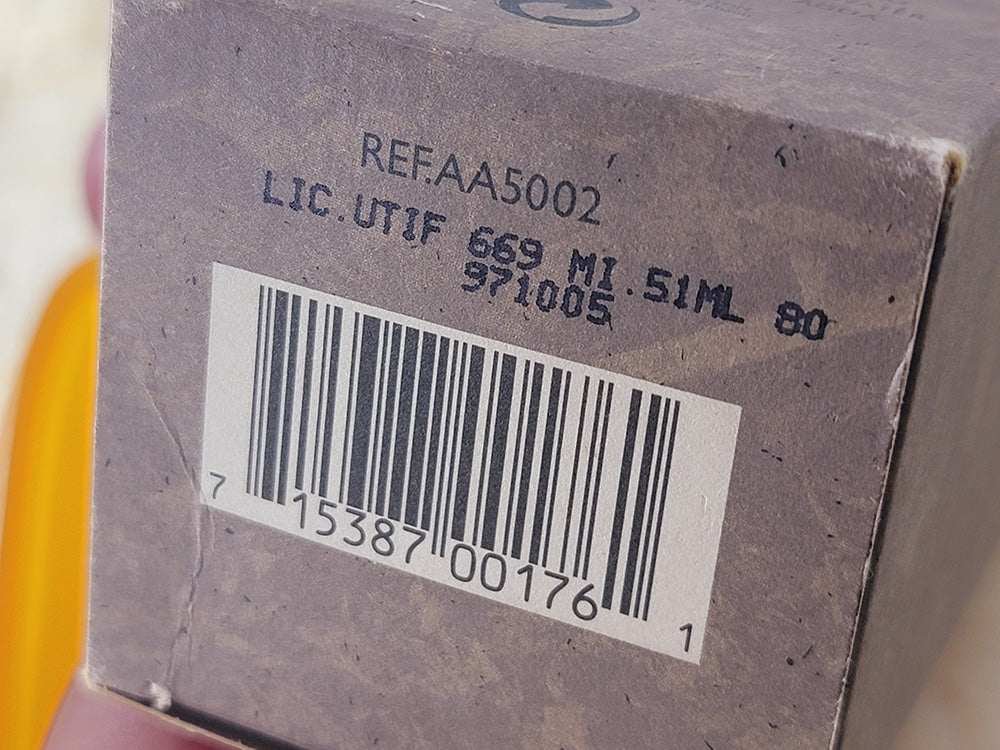 REF.AA5002
LIC.UTIF 669 MI.51ML 80
971005
7 15387 00176 1